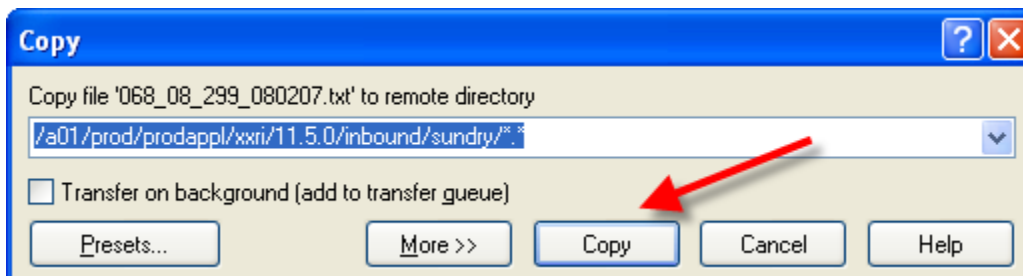 Copy
Copy file '068_08_299_080207.txt' to remote directory
/a01/prod/prodappl/xxri/11.5.0/inbound/sundry/*.*
Transfer on background (add to transfer queue)
Presets... More >> Copy Cancel Help